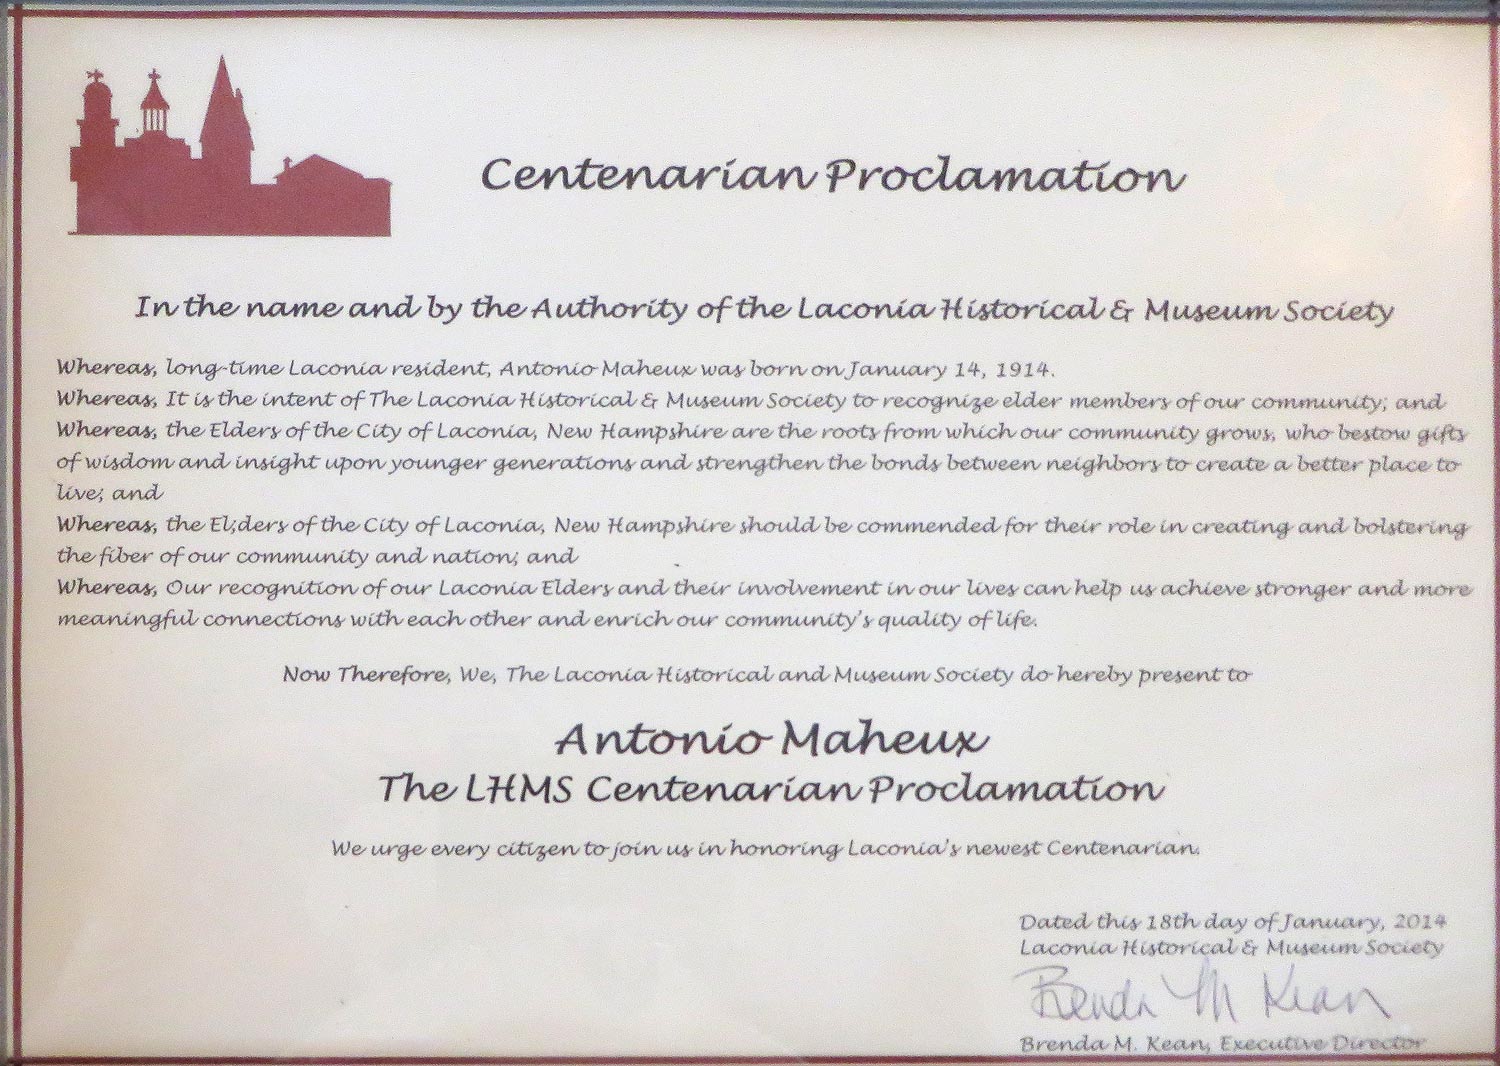 Centenarian Proclamation
In the name and by the Authority of the Laconia Historical & Museum Society
Whereas, long-time Laconia resident, Antonio Maheux was born on January 14, 1914.
Whereas, It is the intent of The Laconia Historical & Museum Society to recognize elder members of our community; and
Whereas, the Elders of the City of Laconia, New Hampshire are the roots from which our community grows, who bestow gifts
of wisdom and insight upon younger generations and strengthen the bonds between neighbors to create a better place to
live; and
Whereas, the El;ders of the City of Laconia, New Hampshire should be commended for their role in creating and bolstering
the fiber of our community and nation; and
Whereas, Our recognition of our Laconia Elders and their involvement in our lives can help us achieve stronger and more
meaningful connections with each other and enrich our community's quality of life.
Now Therefore, We, The Laconia Historical and Museum Society do hereby present to
Antonio Maheux
The LHMS Centenarian Proclamation
We urge every citizen to join us in honoring Laconia's newest Centenarian.
Dated this 18th day of January, 2014
Laconia Historical & Museum Society
Brenda M Kean
Brenda M. Kean, Executive Director